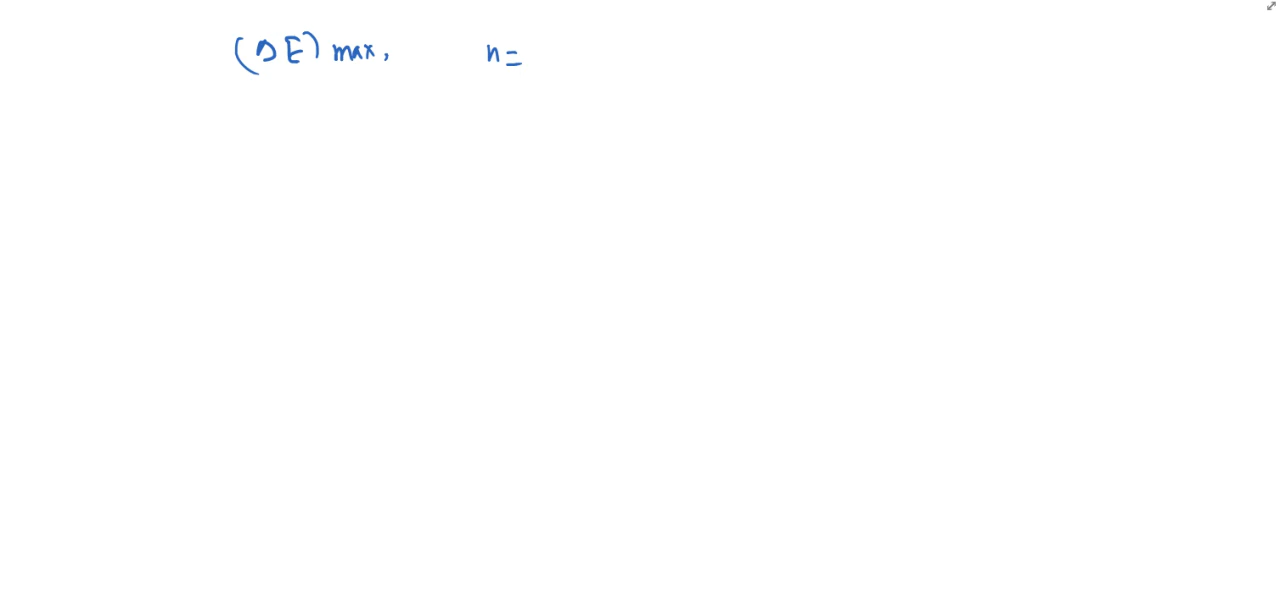 (ΔE) max, n=